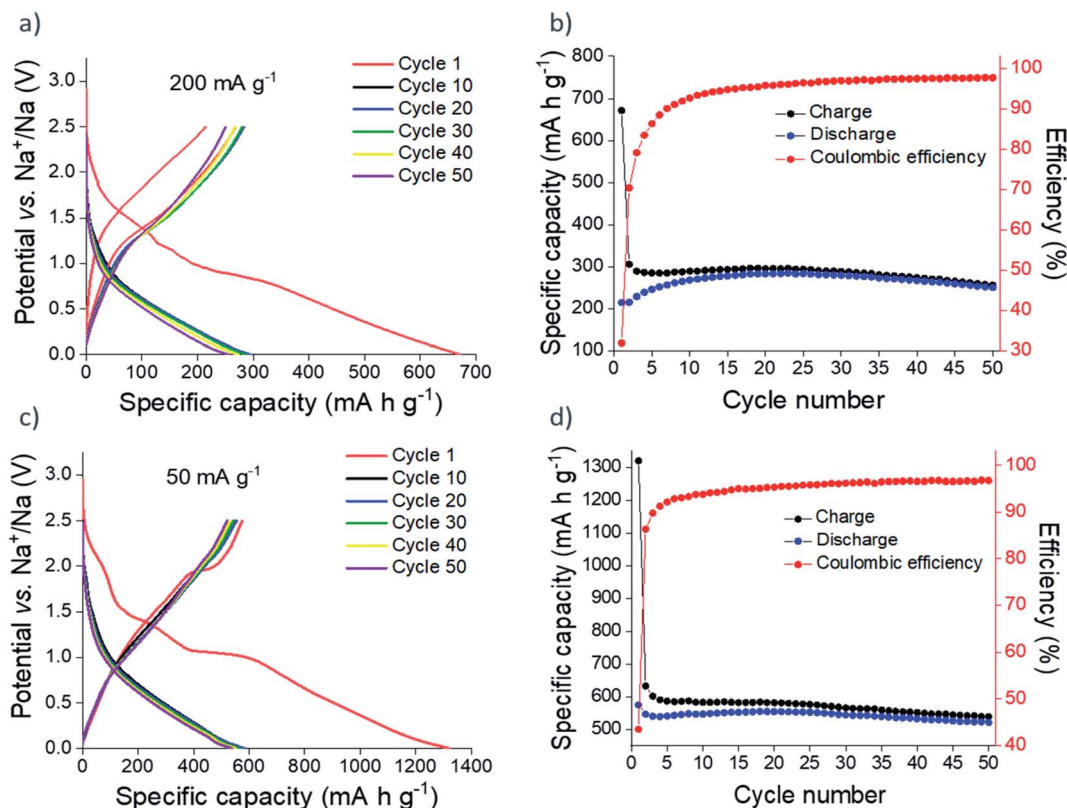 a)
Potential vs. Na⁺/Na (V)
3.0
2.5
2.0
1.5
1.0
0.5
0.0
200 mA g⁻¹
Cycle 1
Cycle 10
Cycle 20
Cycle 30
Cycle 40
Cycle 50
0 100 200 300 400 500 600 700
Specific capacity (mA h g⁻¹)
b)
Specific capacity (mA h g⁻¹)
800
700
600
500
400
300
200
100
Charge
Discharge
Coulombic efficiency
100
90
80
70
60
50
40
30
Efficiency (%)
0 5 10 15 20 25 30 35 40 45 50
Cycle number
c)
Potential vs. Na⁺/Na (V)
3.0
2.5
2.0
1.5
1.0
0.5
0.0
50 mA g⁻¹
Cycle 1
Cycle 10
Cycle 20
Cycle 30
Cycle 40
Cycle 50
0 200 400 600 800 1000 1200 1400
Specific capacity (mA h g⁻¹)
d)
Specific capacity (mA h g⁻¹)
1300
1200
1100
1000
900
800
700
600
500
Charge
Discharge
Coulombic efficiency
100
90
80
70
60
50
40
Efficiency (%)
0 5 10 15 20 25 30 35 40 45 50
Cycle number